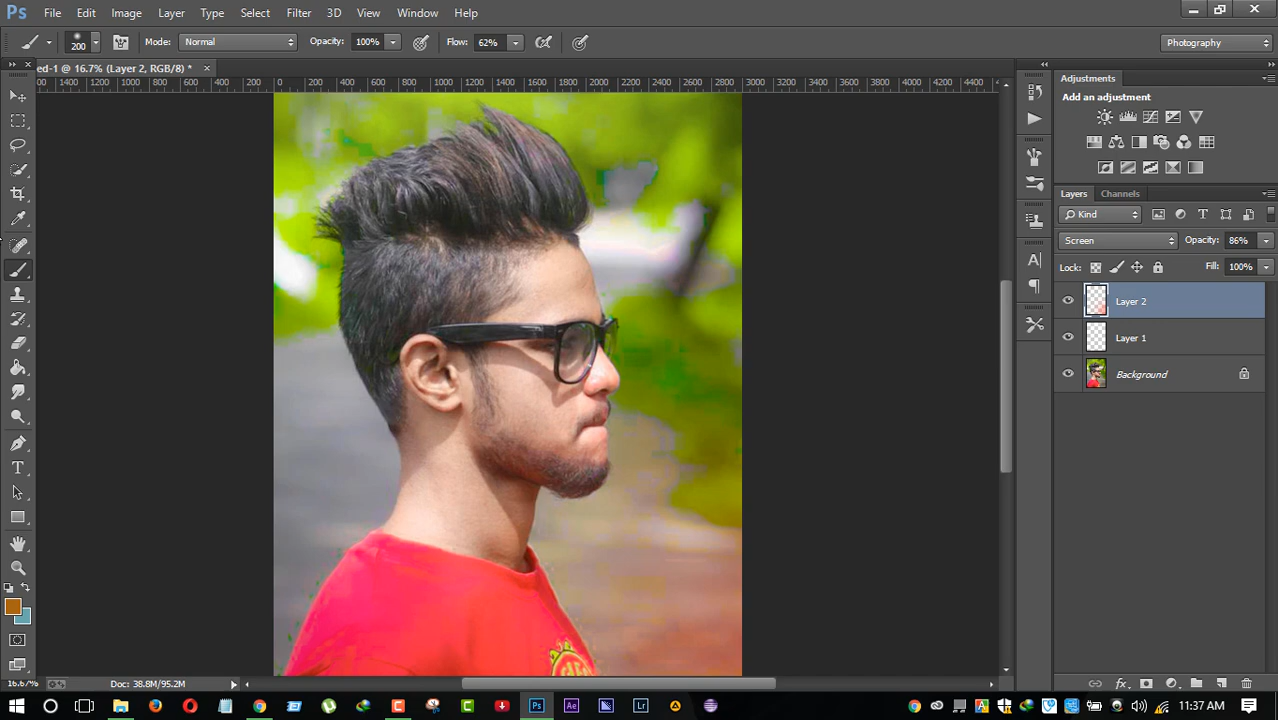 Ps File Edit Image Layer Type Select Filter 3D View Window Help
200 Mode: Normal Opacity: 100% Flow: 62% Photography
ed-1 @ 16.7% (Layer 2, RGB/8) * ×
1400 1200 1000 800 600 400 200 0 200 400 600 800 1000 1200 1400 1600 1800 2000 2200 2400 2600 2800 3000 3200 3400 3600 3800 4000 4200 4400
Adjustments
Add an adjustment
Layers Channels
Kind
Screen Opacity: 86%
Lock: Fill: 100%
Layer 2
Layer 1
Background
A
T
16.67% Doc: 38.8M/95.2M
Ps Ae Lr 11:37 AM